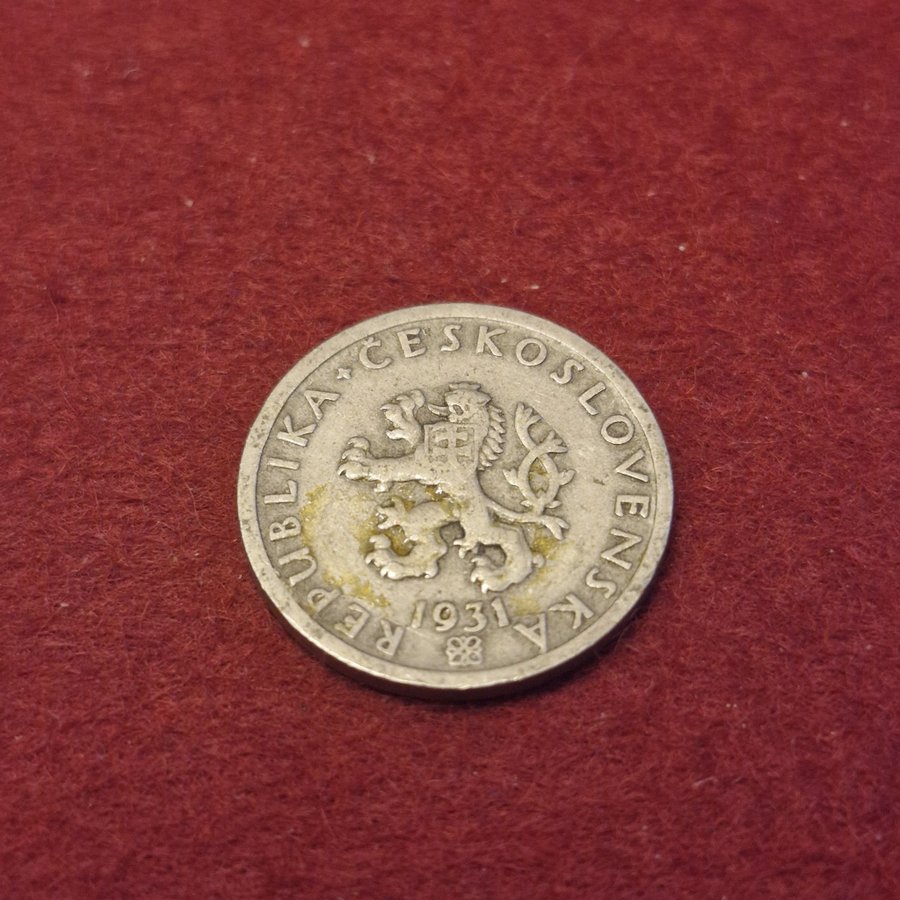 REPUBLIKA · ČESKOSLOVENSKÁ
1931